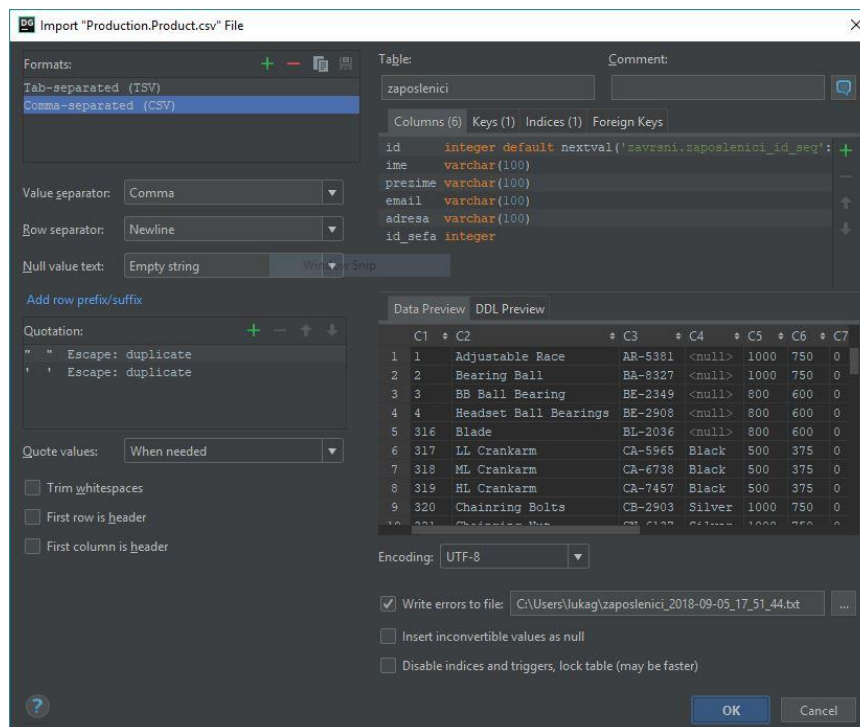 DG Import "Production.Product.csv" File
Formats:
Tab-separated (TSV)
Comma-separated (CSV)
Value separator: Comma
Row separator: Newline
Null value text: Empty string
Window Snip
Add row prefix/suffix
Quotation:
" " Escape: duplicate
' ' Escape: duplicate
Quote values: When needed
Trim whitespaces
First row is header
First column is header
Table: Comment:
zaposlenici
Columns (6) Keys (1) Indices (1) Foreign Keys
id integer default nextval('zavrsni.zaposlenici_id_seq':
ime varchar(100)
prezime varchar(100)
email varchar(100)
adresa varchar(100)
id_sefa integer
Data Preview DDL Preview
C1 C2 C3 C4 C5 C6 C7
1 1 Adjustable Race AR-5381 <null> 1000 750 0
2 2 Bearing Ball BA-8327 <null> 1000 750 0
3 3 BB Ball Bearing BE-2349 <null> 800 600 0
4 4 Headset Ball Bearings BE-2908 <null> 800 600 0
5 316 Blade BL-2036 <null> 800 600 0
6 317 LL Crankarm CA-5965 Black 500 375 0
7 318 ML Crankarm CA-6738 Black 500 375 0
8 319 HL Crankarm CA-7457 Black 500 375 0
9 320 Chainring Bolts CB-2903 Silver 1000 750 0
Encoding: UTF-8
Write errors to file: C:\Users\lukag\zaposlenici_2018-09-05_17_51_44.txt ...
Insert inconvertible values as null
Disable indices and triggers, lock table (may be faster)
? OK Cancel